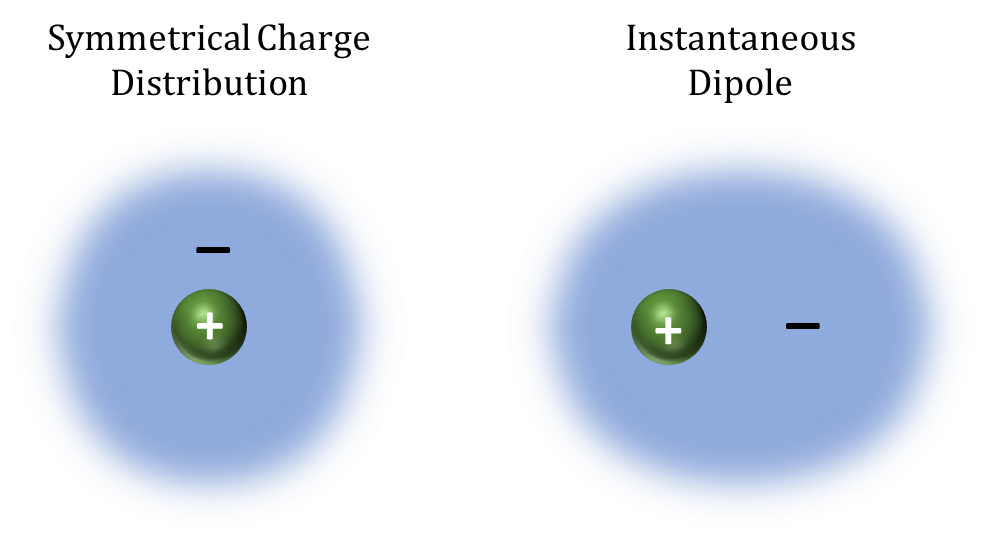 Symmetrical Charge
Distribution
Instantaneous
Dipole
−
+
+
−